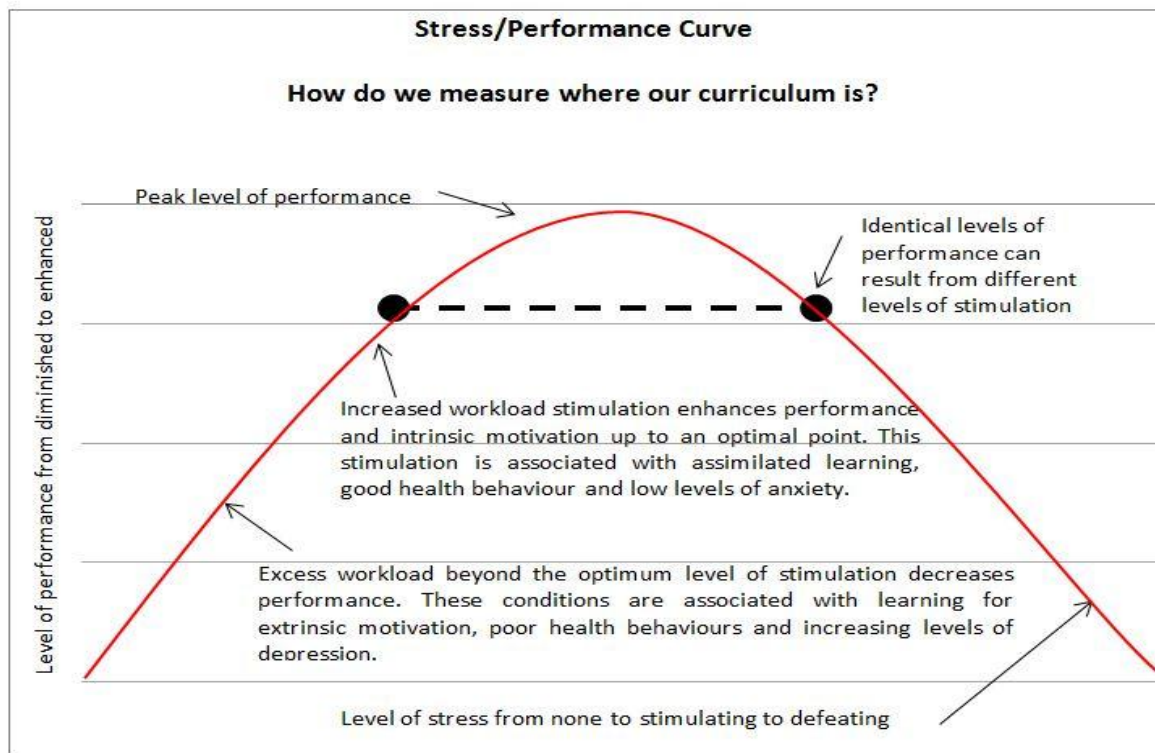 Stress/Performance Curve
How do we measure where our curriculum is?
Peak level of performance
Identical levels of
performance can
result from different
levels of stimulation
Level of performance from diminished to enhanced
Increased workload stimulation enhances performance
and intrinsic motivation up to an optimal point. This
stimulation is associated with assimilated learning,
good health behaviour and low levels of anxiety.
Excess workload beyond the optimum level of stimulation decreases
performance. These conditions are associated with learning for
extrinsic motivation, poor health behaviours and increasing levels of
depression.
Level of stress from none to stimulating to defeating